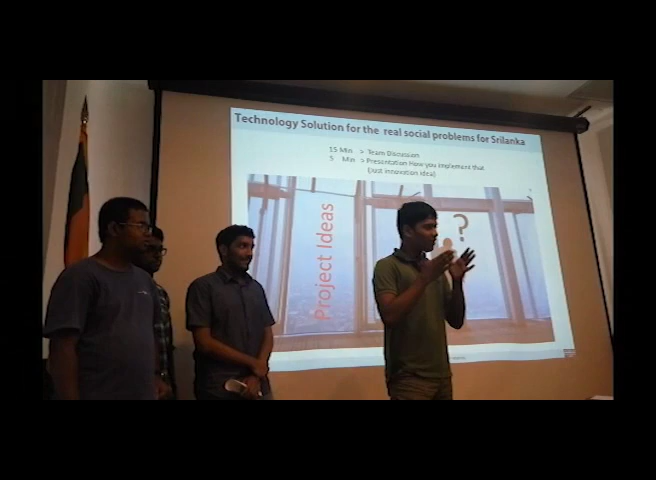 Technology Solution for the real social problems for Srilanka
15 Min > Team Discussion
5 Min > Presentation How you implement that
(Just innovation idea)
Project Ideas
?